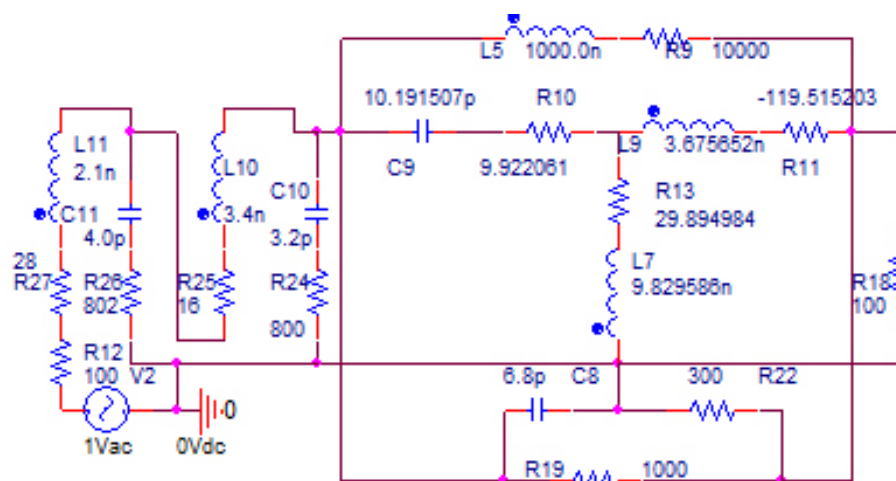 L5 1000.0n R9 10000
10.191507p R10 -119.515203
L11 L10 L9 3.675652n
2.1n C9 9.922061 R11
C10 R13
C11 3.4n 29.894984
4.0p 3.2p
L7
28 R26 R25 R24 9.829586n R18
R27 802 16 100
800
R12
100 V2 6.8p C8 300 R22
0
1Vac 0Vdc
R19 1000